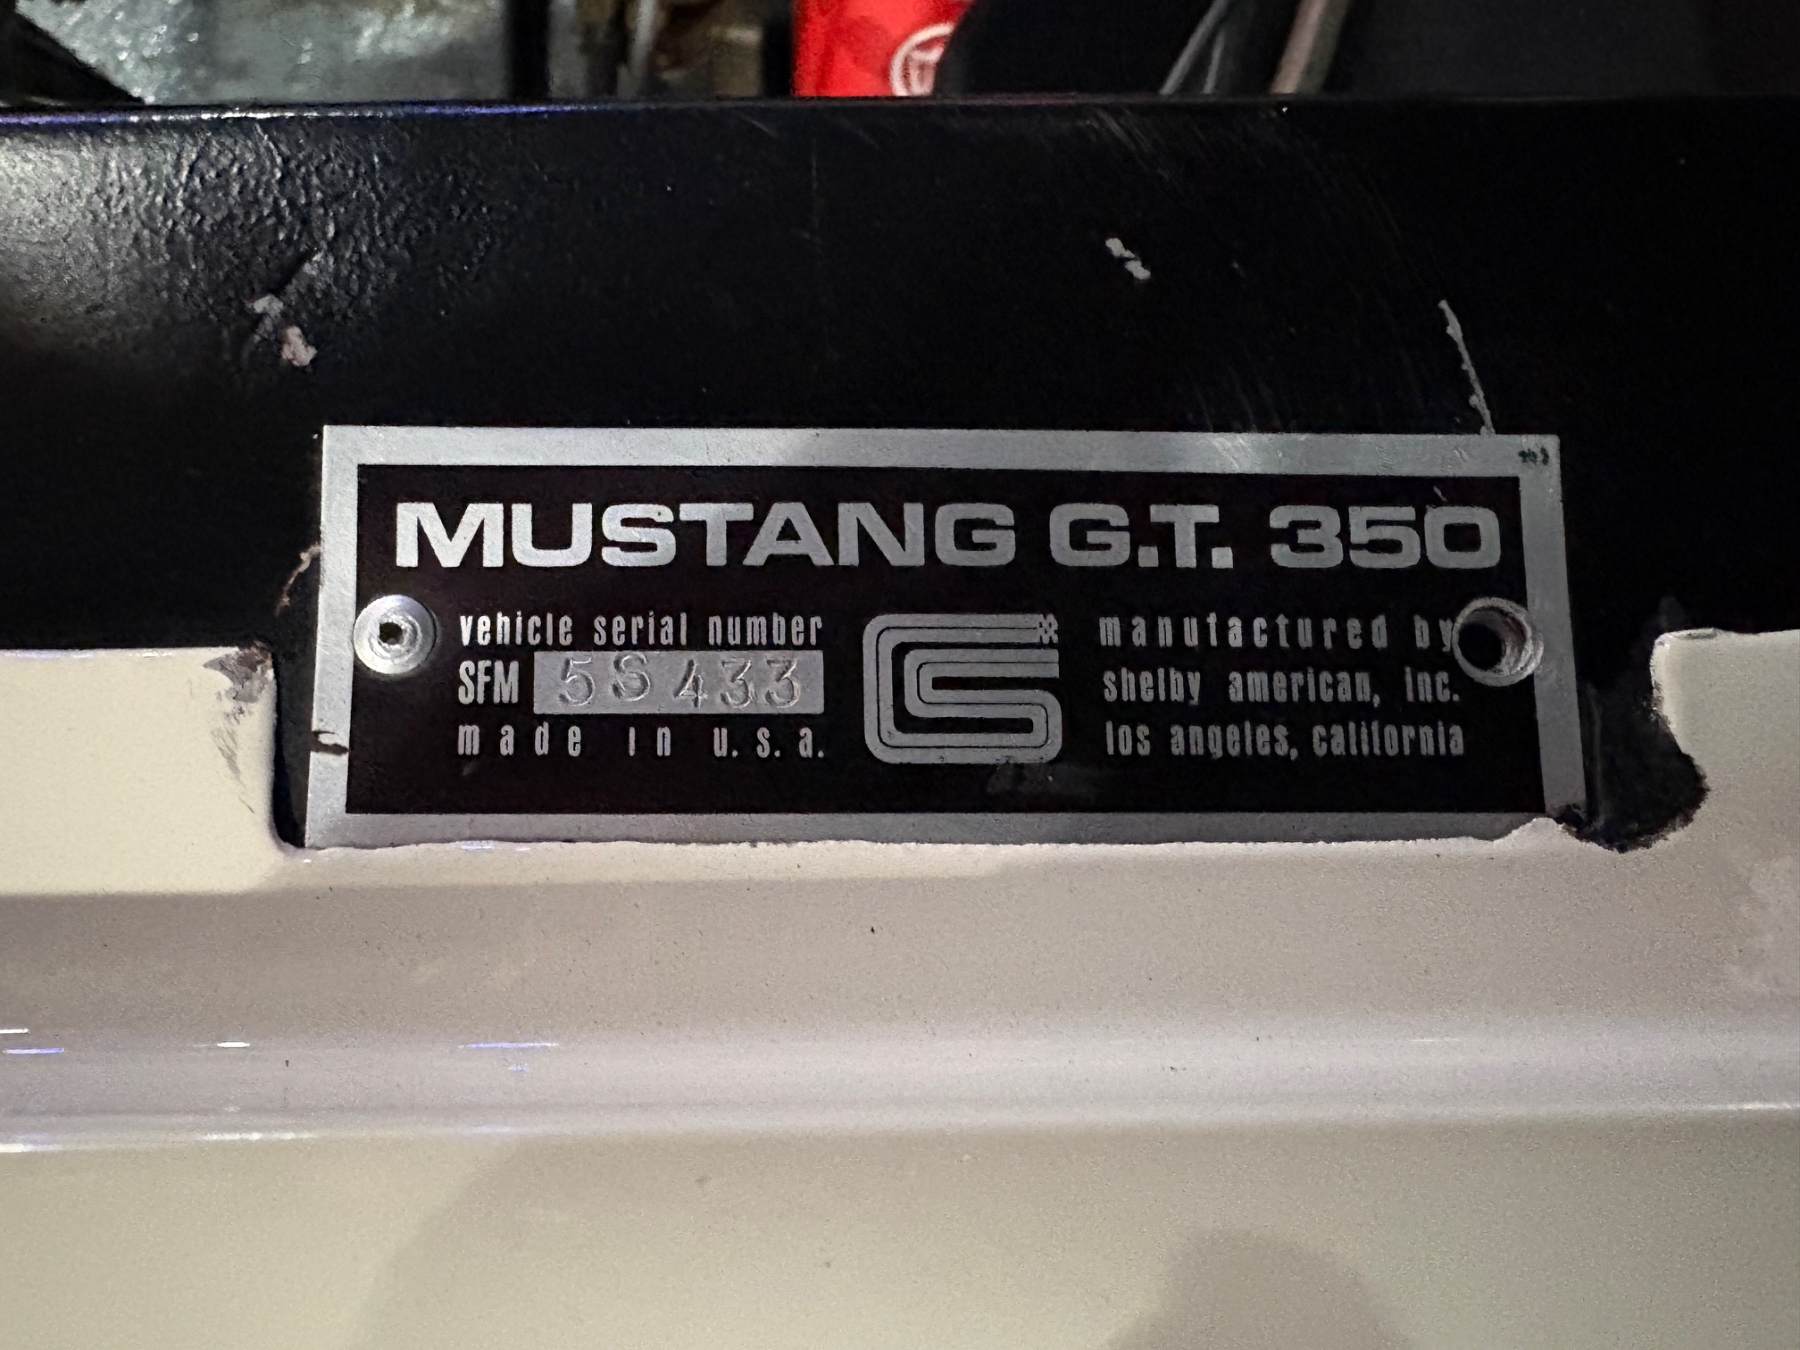 MUSTANG G.T. 350
vehicle serial number
SFM 5S433
made in u.s.a.
manufactured by
shelby american, inc.
los angeles, california